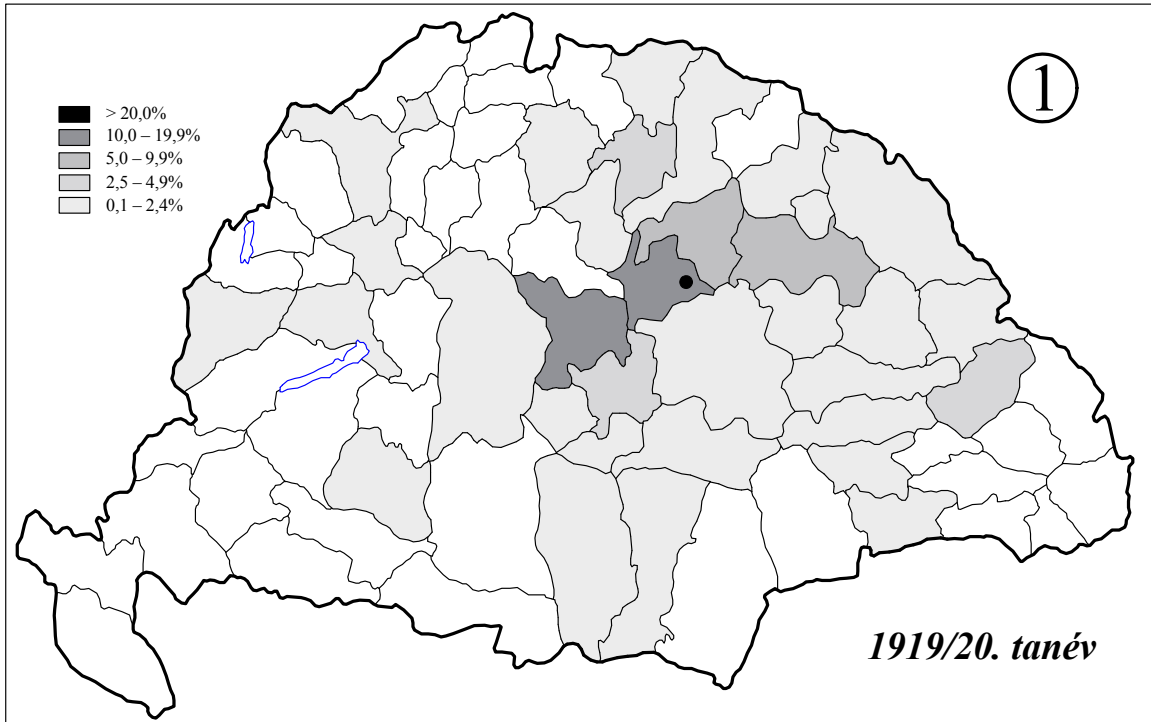 1
> 20,0%
10,0 – 19,9%
5,0 – 9,9%
2,5 – 4,9%
0,1 – 2,4%
1919/20. tanév